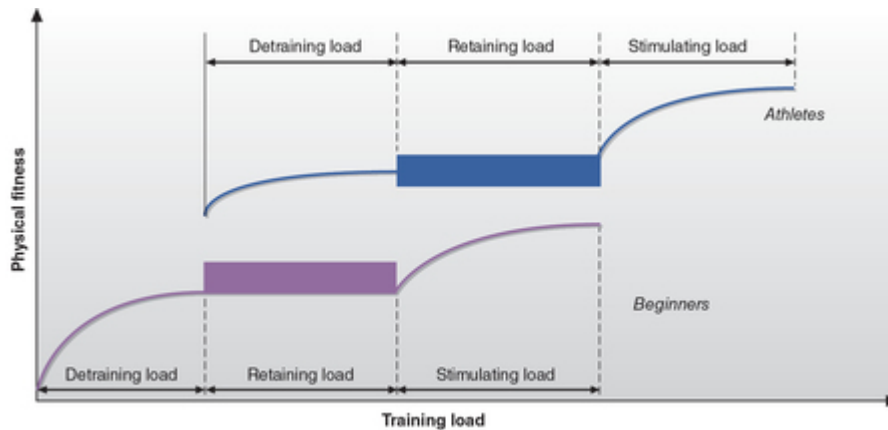 Detraining load
Retaining load
Stimulating load
Athletes
Physical fitness
Beginners
Detraining load
Retaining load
Stimulating load
Training load